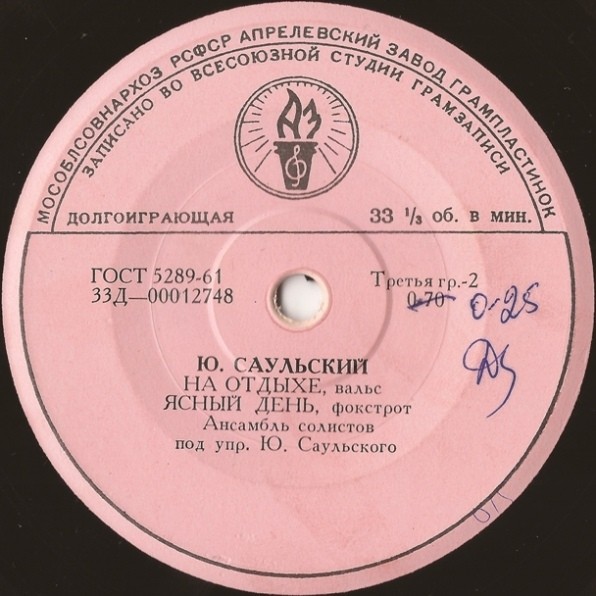 МОСОБЛСОВНАРХОЗ РСФСР АПРЕЛЕВСКИЙ ЗАВОД ГРАМПЛАСТИНОК
ЗАПИСАНО ВО ВСЕСОЮЗНОЙ СТУДИИ ГРАМЗАПИСИ
АЗ
ДОЛГОИГРАЮЩАЯ 33 1/3 об. в мин.
ГОСТ 5289-61 Третья гр.-2
33Д—00012748 0-70 0-25
Ю. САУЛЬСКИЙ
НА ОТДЫХЕ, вальс
ЯСНЫЙ ДЕНЬ, фокстрот
Ансамбль солистов
под упр. Ю. Саульского